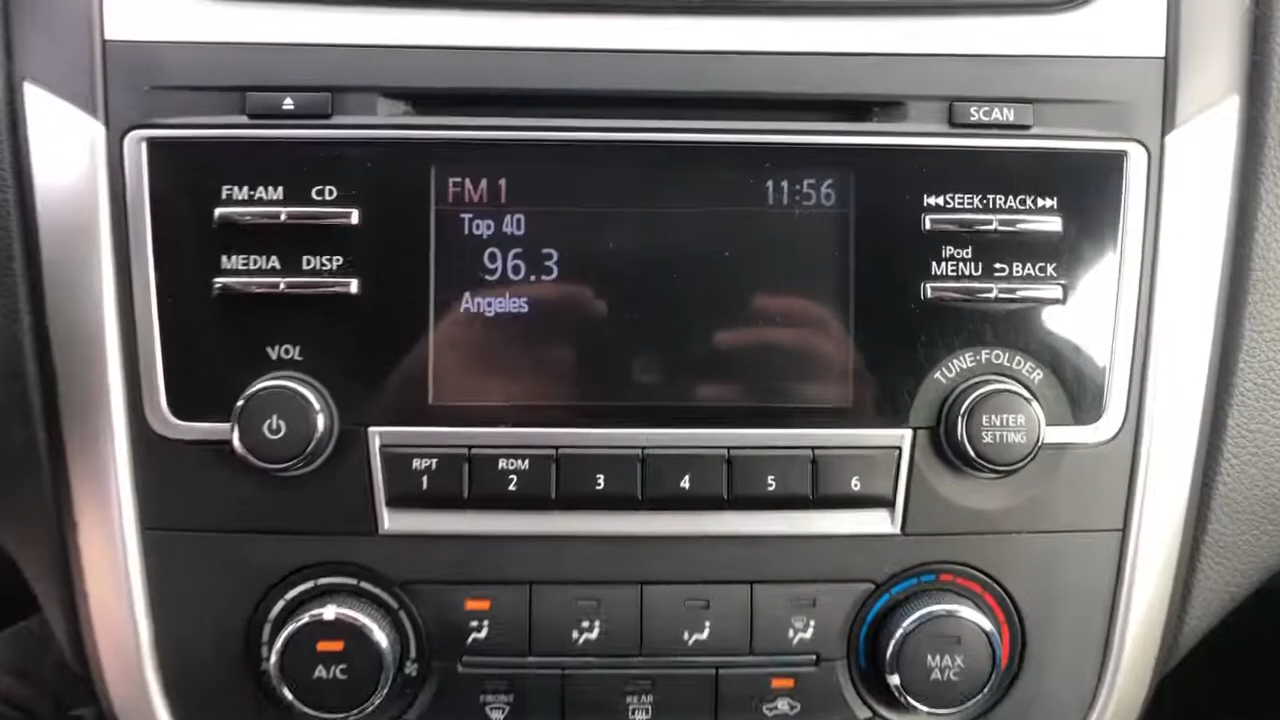 SCAN
FM·AM CD
MEDIA DISP
VOL
FM 1 11:56
Top 40
96.3
Angeles
SEEK·TRACK
iPod
MENU BACK
TUNE·FOLDER
ENTER
SETTING
RPT RDM
1 2 3 4 5 6
A/C
MAX
A/C
FRONT REAR